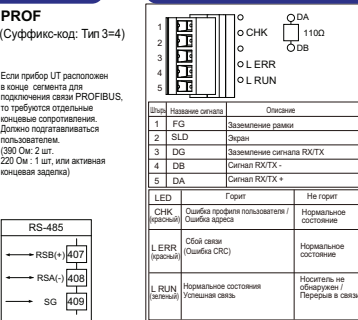 PROF
(Суффикс-код: Тип 3=4)
Если прибор UT расположен
в конце сегмента для
подключения связи PROFIBUS,
то требуются отдельные
концевые сопротивления.
Должно подгатавливаться
пользователем.
(390 Ом: 2 шт.
220 Ом : 1 шт, или активная
концевая заделка)
RS-485
RSB(+) 407
RSA(-) 408
SG 409
1
2
3
4
5
CHK
L ERR
L RUN
DA
110Ω
DB
Штырь Название сигнала Описание
1 FG Заземление рамки
2 SLD Экран
3 DG Заземление сигнала RX/TX
4 DB Сигнал RX/TX -
5 DA Сигнал RX/TX +
LED Горит Не горит
CHK
(красный)
Ошибка профиля пользователя /
Ошибка адреса
Нормальное
состояние
L ERR
(красный)
Сбой связи
(Ошибка CRC)
Нормальное
состояние
L RUN
(зеленый)
Нормальное состояния
Успешная связь
Носитель не
обнаружен /
Перерыв в связи